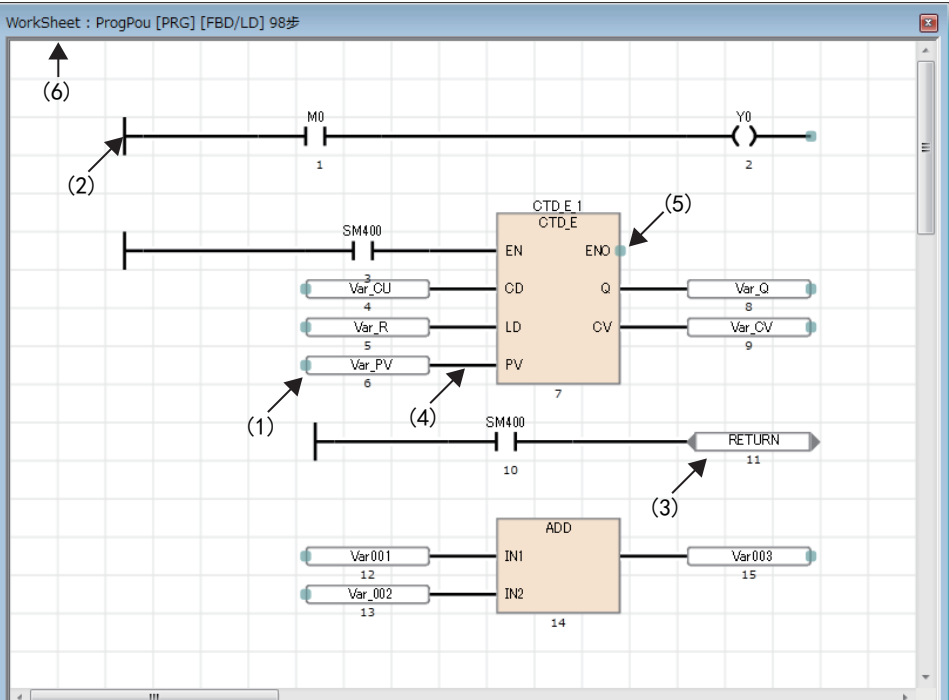 WorkSheet : ProgPou [PRG] [FBD/LD] 98步
(6)
M0
Y0
1
2
(2)
CTD_E_1
(5)
CTD_E
SM400
EN
ENO
3
Var_CU
CD
Q
Var_Q
4
8
Var_R
LD
CV
Var_CV
5
9
Var_PV
PV
6
7
(1)
(4)
SM400
RETURN
10
11
(3)
ADD
Var001
IN1
Var003
12
15
Var_002
IN2
13
14